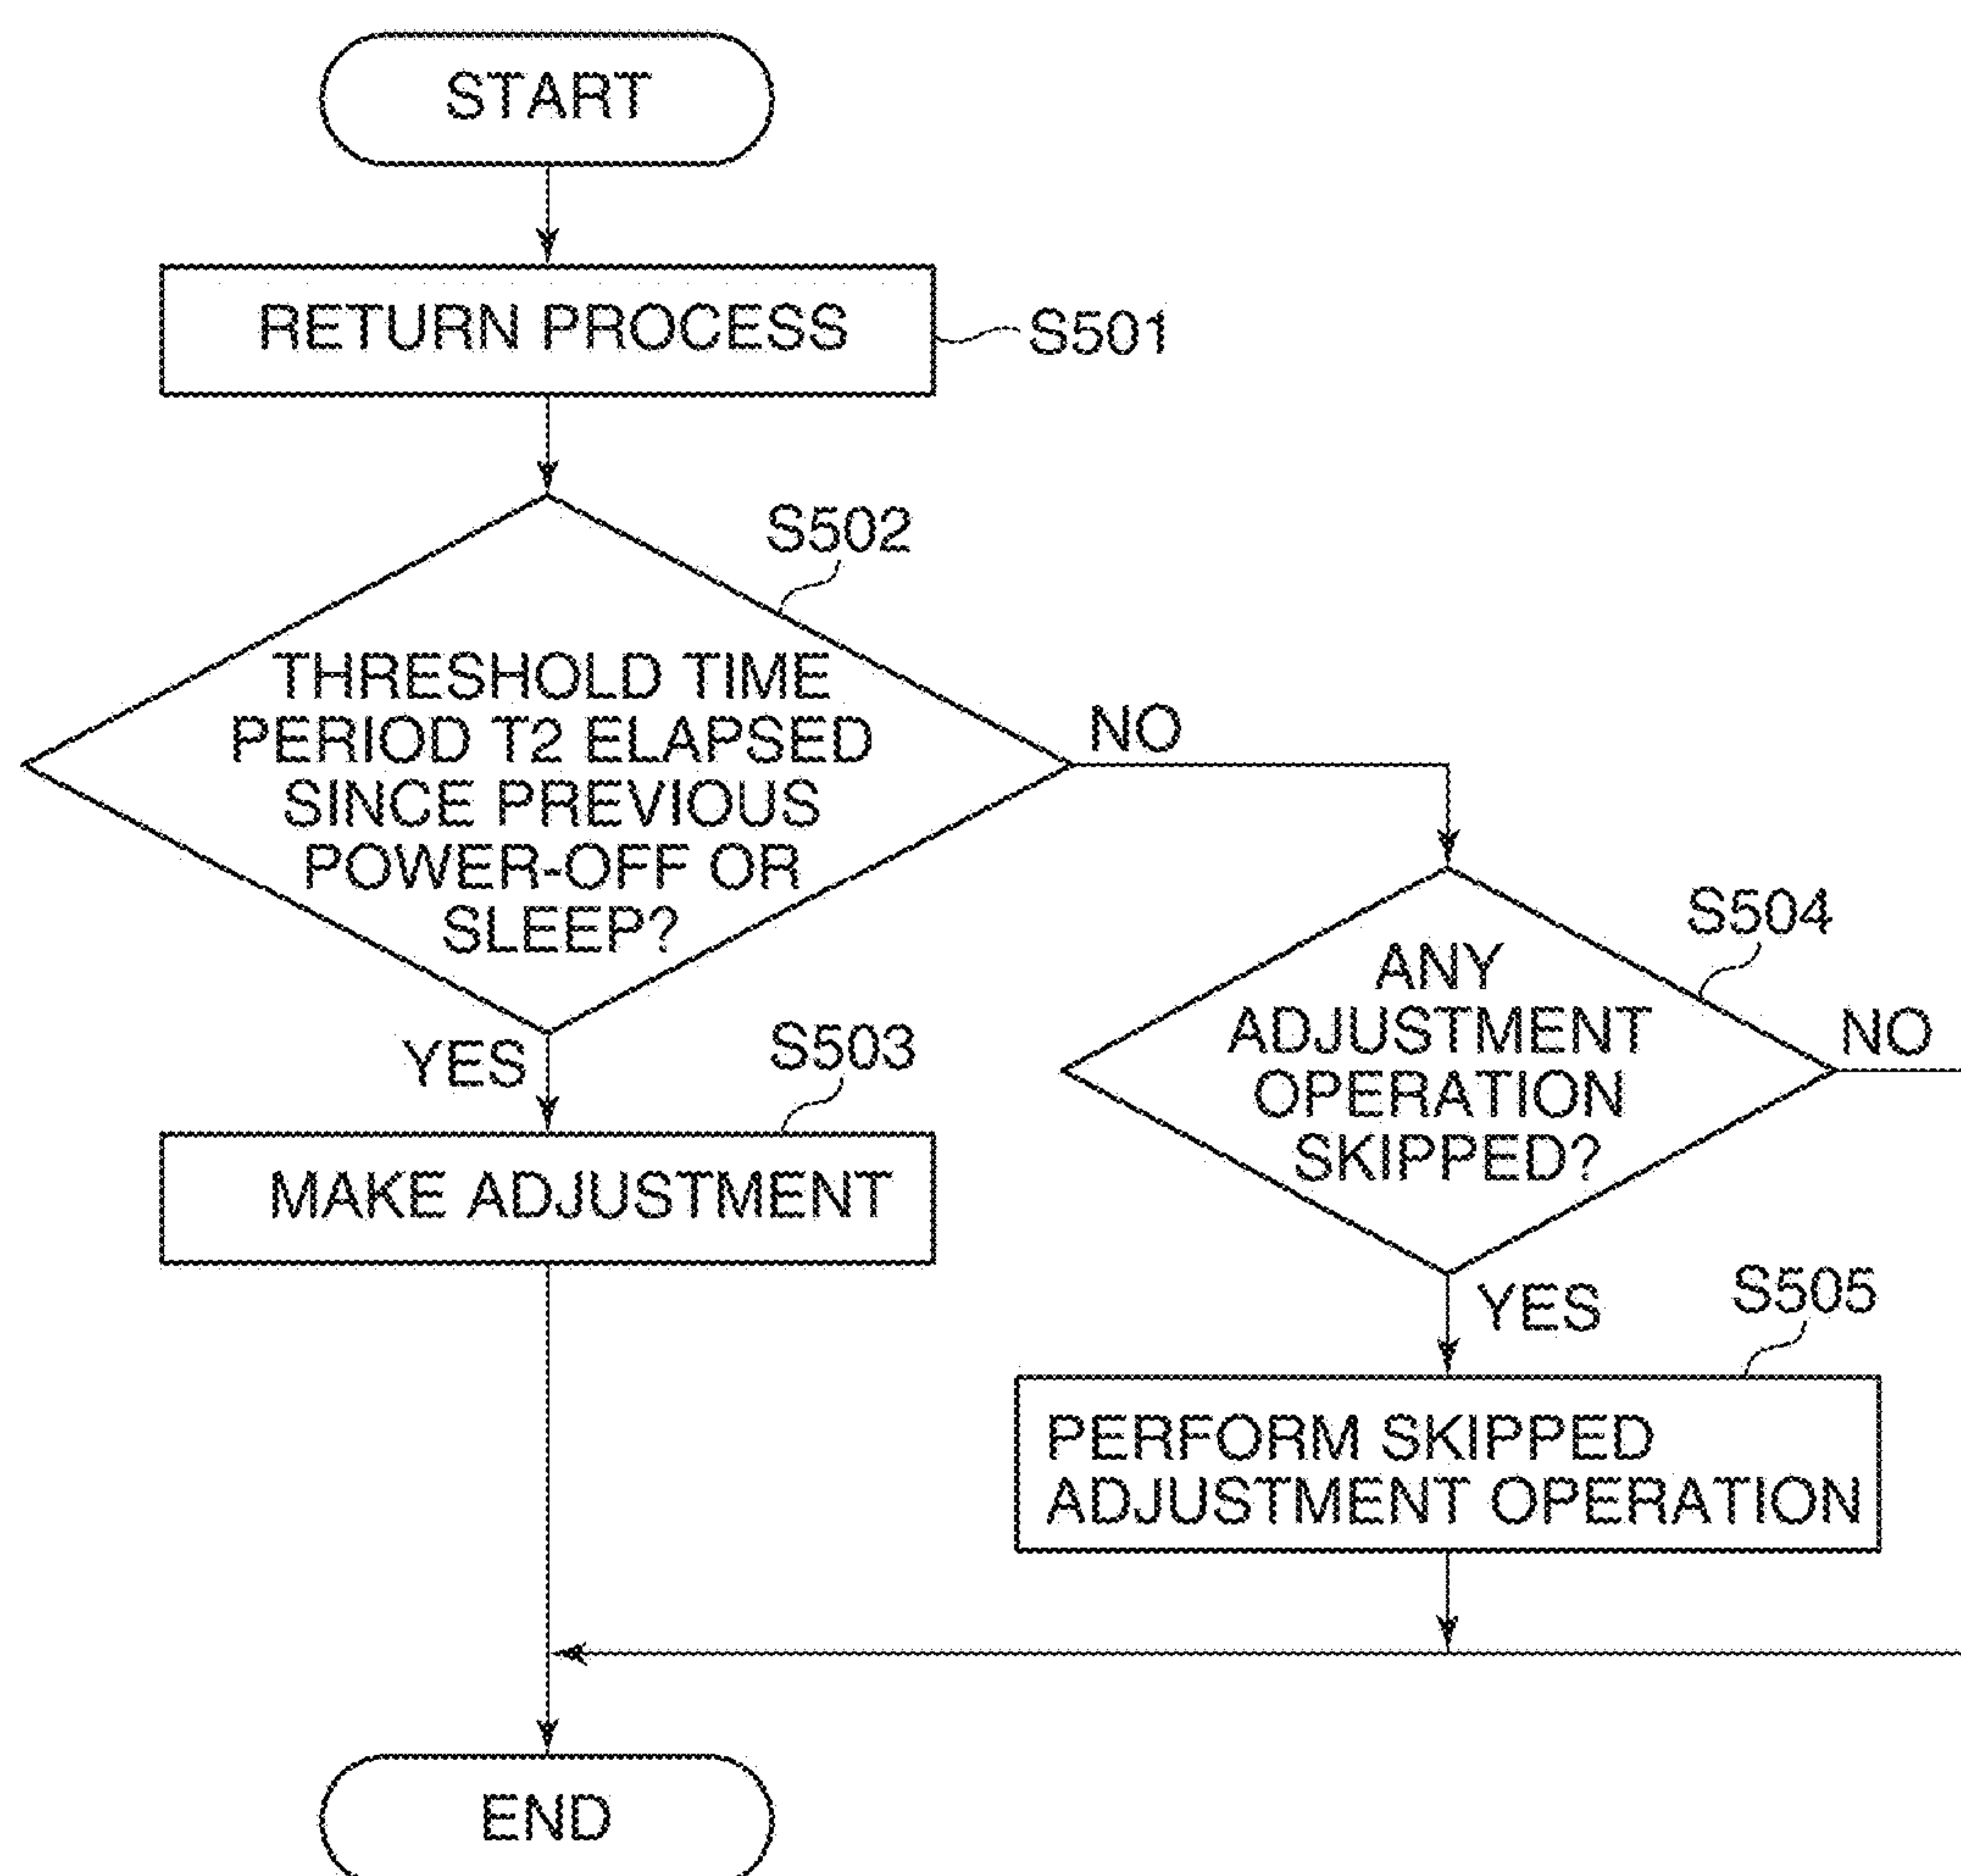 START
RETURN PROCESS
S501
S502
THRESHOLD TIME
PERIOD T2 ELAPSED
SINCE PREVIOUS
POWER-OFF OR
SLEEP?
NO
YES
S503
MAKE ADJUSTMENT
S504
ANY
ADJUSTMENT
OPERATION
SKIPPED?
NO
YES
S505
PERFORM SKIPPED
ADJUSTMENT OPERATION
END